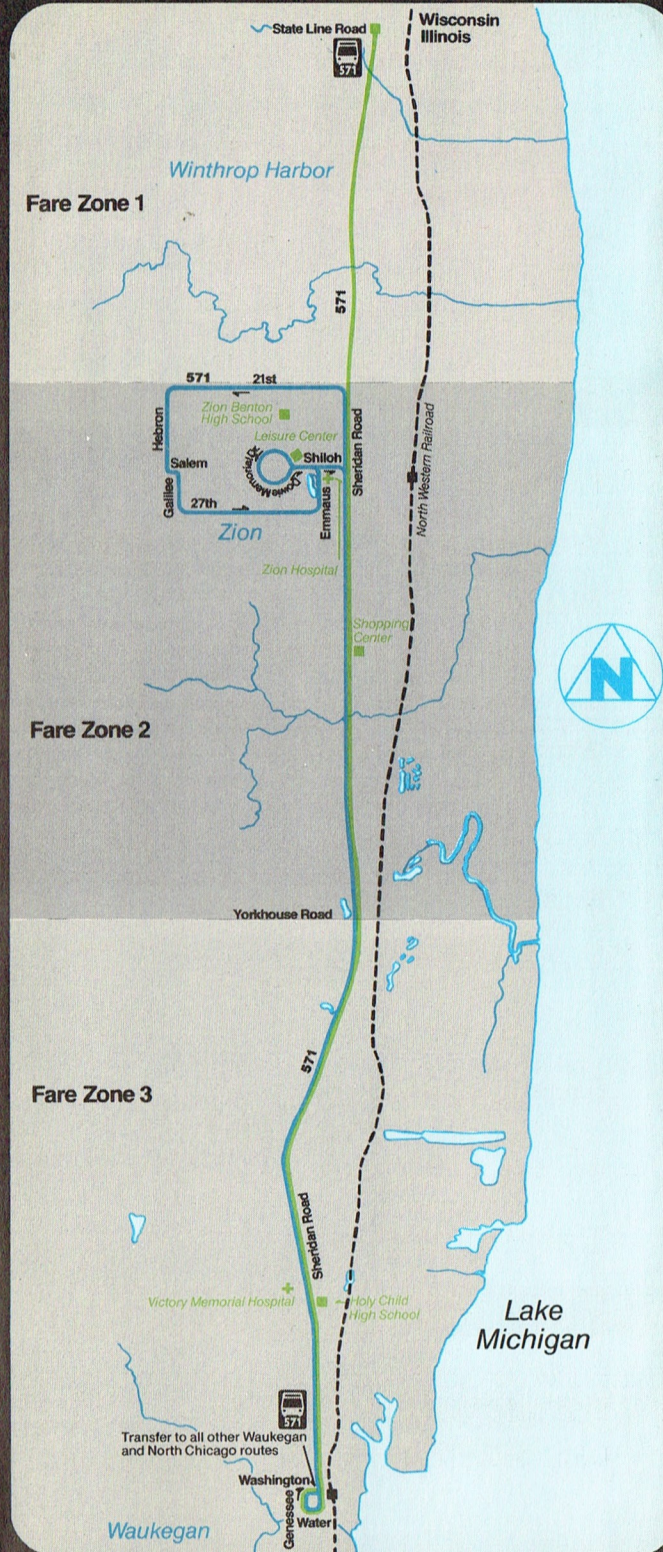 State Line Road
Wisconsin
Illinois
571
Winthrop Harbor
Fare Zone 1
571
571
21st
Hebron
Zion Benton
High School
Sheridan Road
Leisure Center
Salem
Shiloh
Dowie Memorial Dr.
North Western Railroad
Galilee
27th
Emmaus
Zion
Zion Hospital
Shopping
Center
N
Fare Zone 2
Yorkhouse Road
571
Fare Zone 3
Sheridan Road
Victory Memorial Hospital
Holy Child
High School
Lake
Michigan
571
Transfer to all other Waukegan
and North Chicago routes
Washington
Genessee
Water
Waukegan